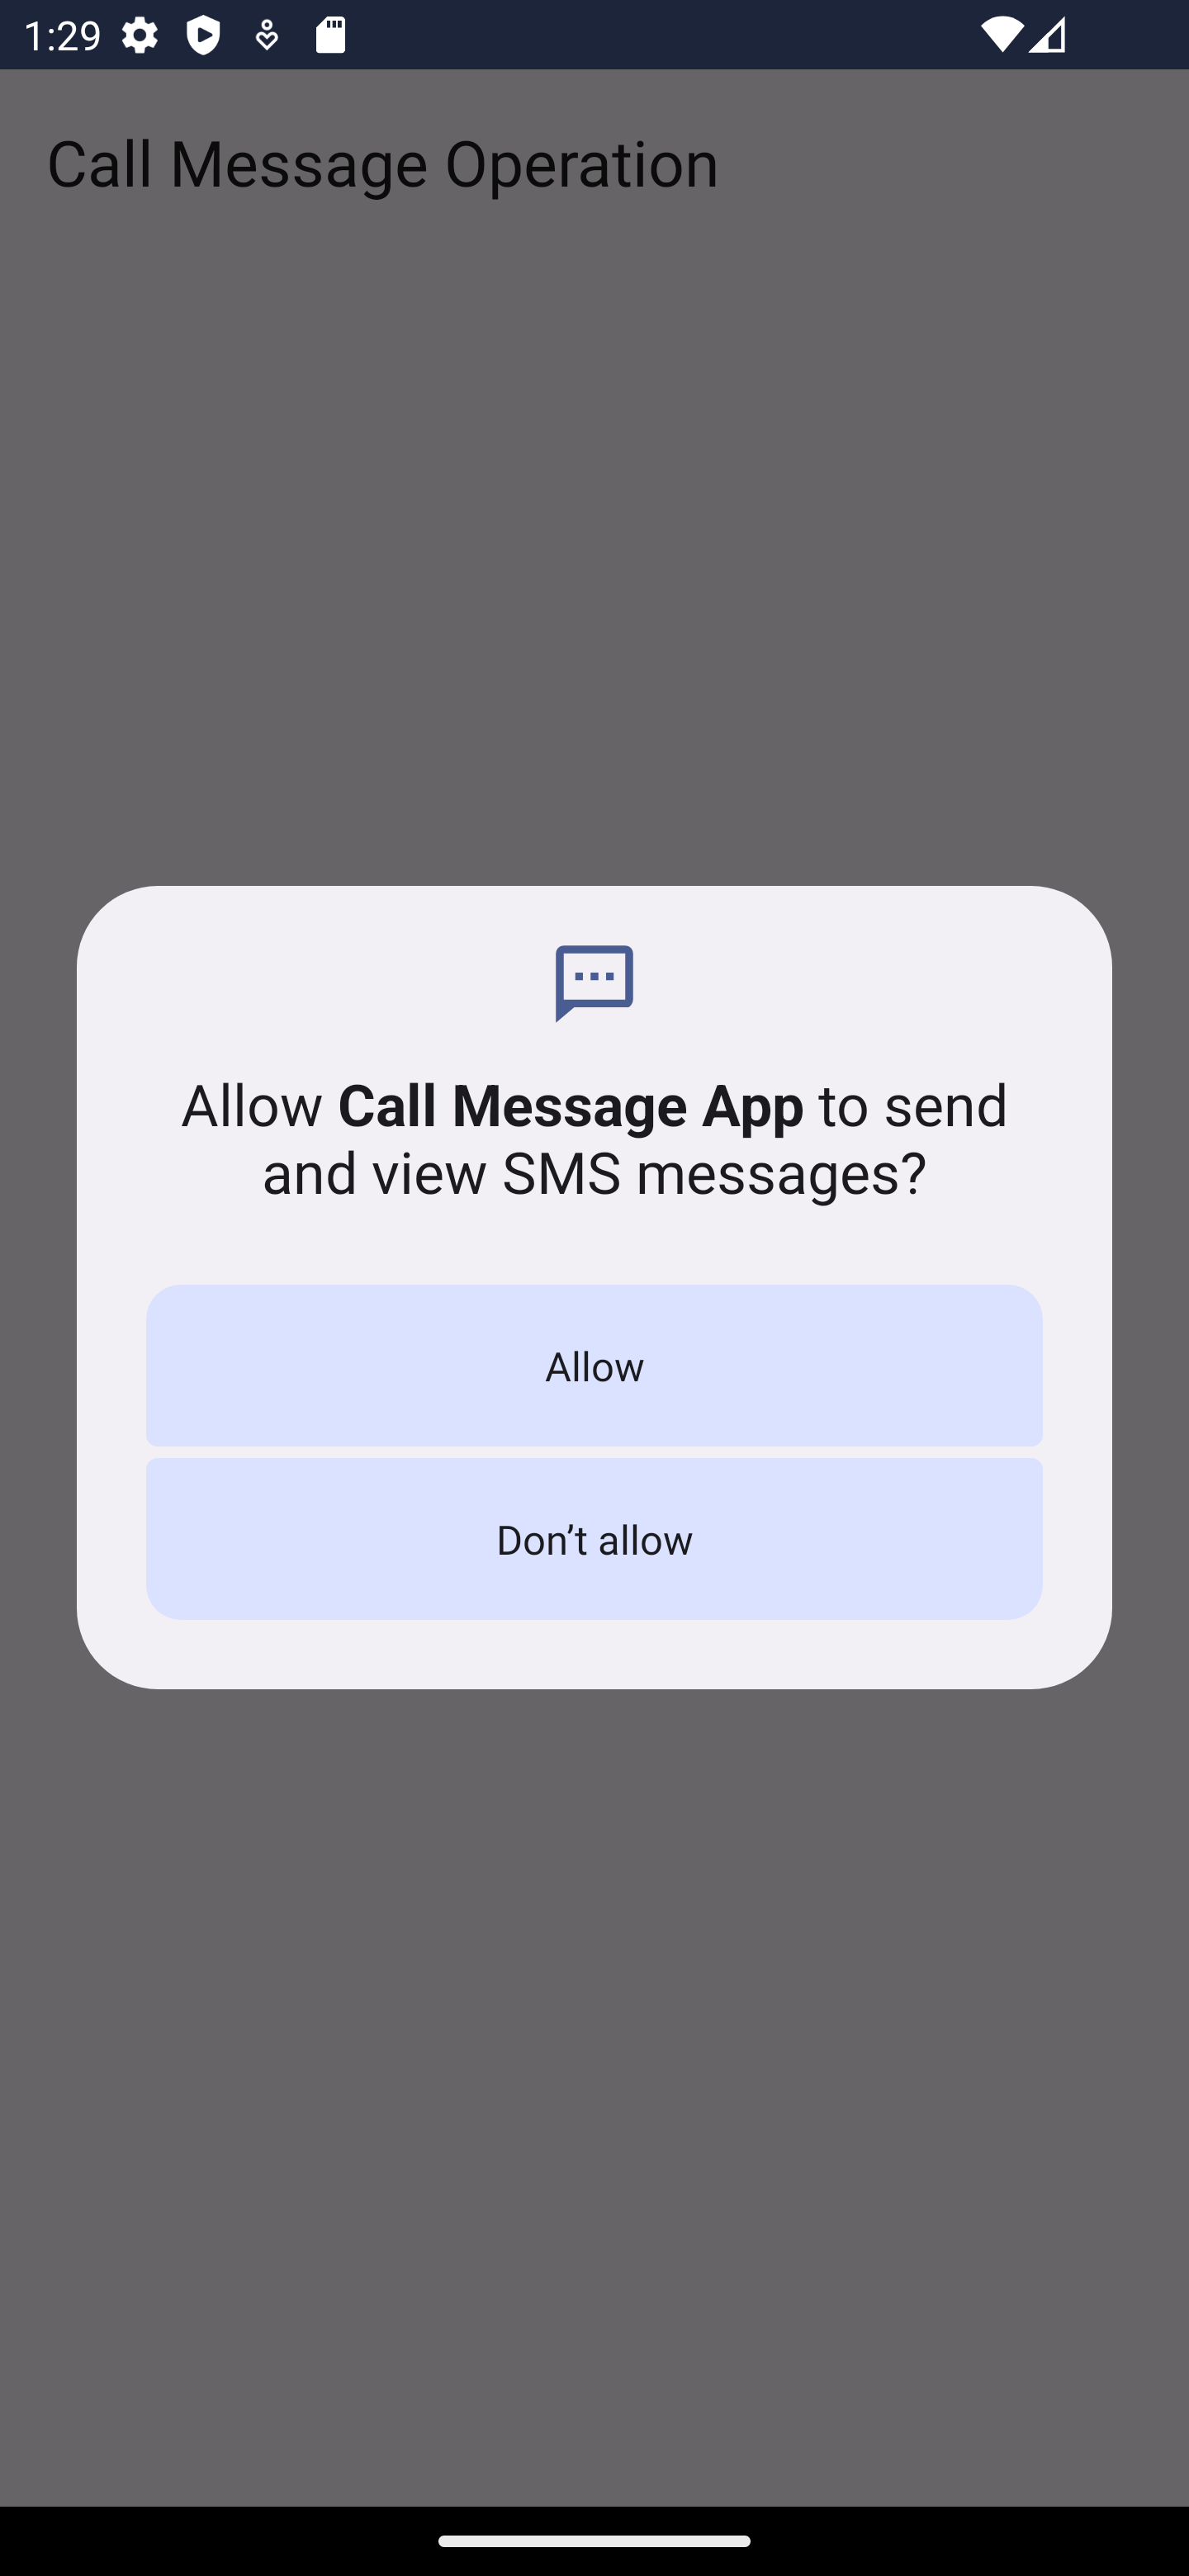 1:29
Call Message Operation
Allow Call Message App to send
and view SMS messages?
Allow
Don’t allow